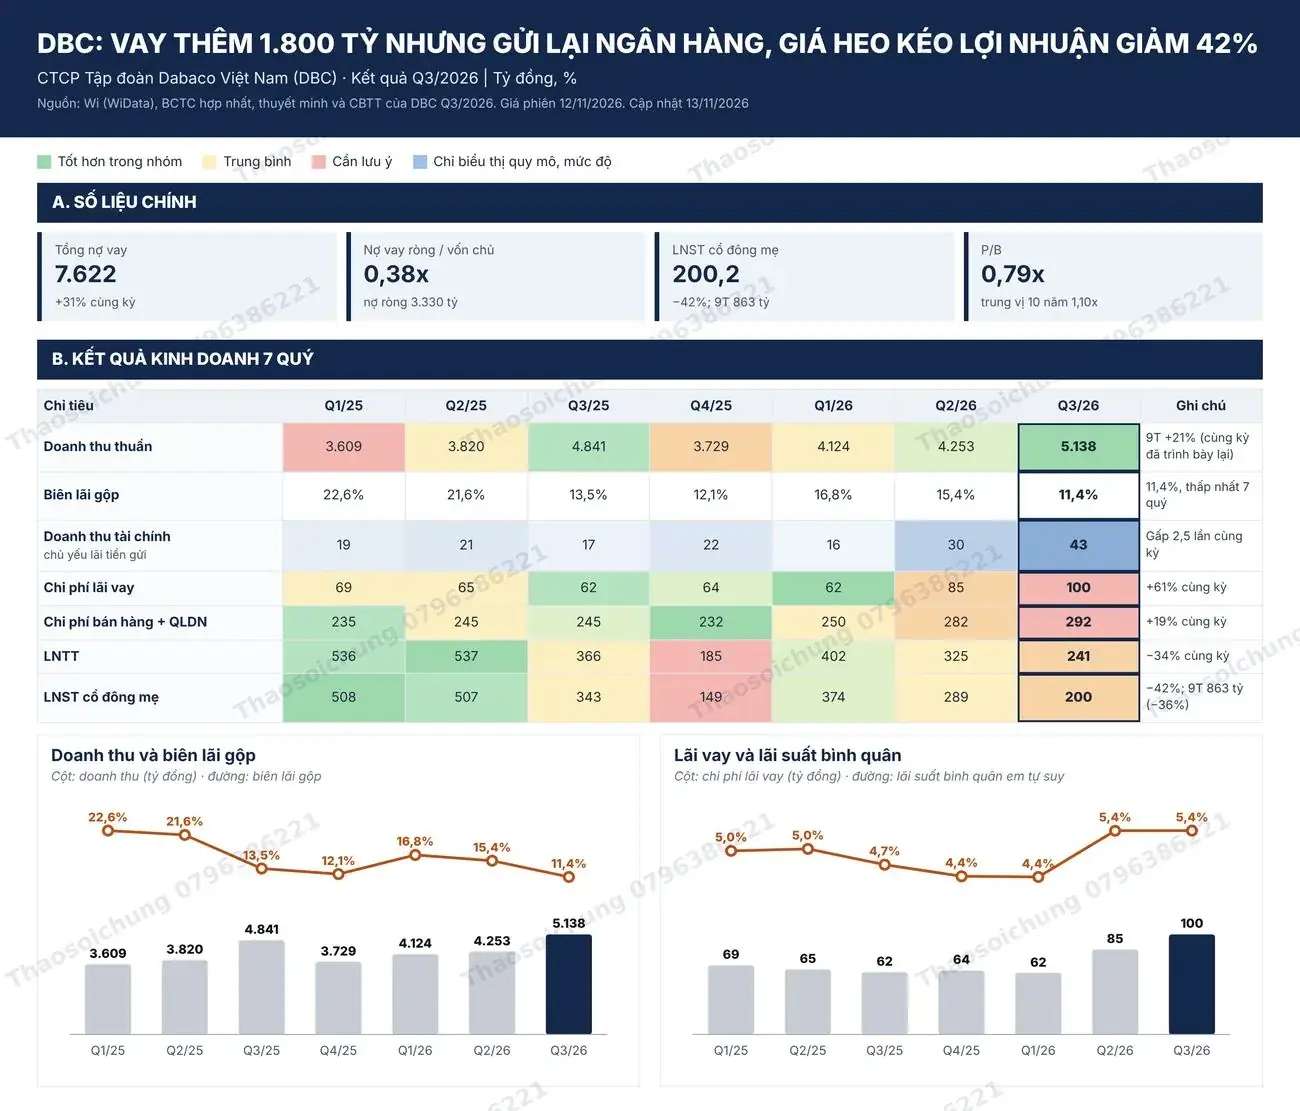 DBC: VAY THÊM 1.800 TỶ NHƯNG GỬI LẠI NGÂN HÀNG, GIÁ HEO KÉO LỢI NHUẬN GIẢM 42%
CTCP Tập đoàn Dabaco Việt Nam (DBC) · Kết quả Q3/2026 | Tỷ đồng, %
Nguồn: Wi (WiData), BCTC hợp nhất, thuyết minh và CBTT của DBC Q3/2026. Giá phiên 12/11/2026. Cập nhật 13/11/2026
Tốt hơn trong nhóm Trung bình Cần lưu ý Chỉ biểu thị quy mô, mức độ
A. SỐ LIỆU CHÍNH
Tổng nợ vay
7.622
+31% cùng kỳ
Nợ vay ròng / vốn chủ
0,38x
nợ ròng 3.330 tỷ
LNST cổ đông mẹ
200,2
−42%; 9T 863 tỷ
P/B
0,79x
trung vị 10 năm 1,10x
B. KẾT QUẢ KINH DOANH 7 QUÝ
Chỉ tiêu Q1/25 Q2/25 Q3/25 Q4/25 Q1/26 Q2/26 Q3/26 Ghi chú
Doanh thu thuần 3.609 3.820 4.841 3.729 4.124 4.253 5.138 9T +21% (cùng kỳ
đã trình bày lại)
Biên lãi gộp 22,6% 21,6% 13,5% 12,1% 16,8% 15,4% 11,4% 11,4%, thấp nhất 7
quý
Doanh thu tài chính 19 21 17 22 16 30 43 Gấp 2,5 lần cùng
chủ yếu lãi tiền gửi kỳ
Chi phí lãi vay 69 65 62 64 62 85 100 +61% cùng kỳ
Chi phí bán hàng + QLDN 235 245 245 232 250 282 292 +19% cùng kỳ
LNTT 536 537 366 185 402 325 241 −34% cùng kỳ
LNST cổ đông mẹ 508 507 343 149 374 289 200 −42%; 9T 863 tỷ
(−36%)
Doanh thu và biên lãi gộp
Cột: doanh thu (tỷ đồng) · đường: biên lãi gộp
22,6% 21,6% 13,5% 12,1% 16,8% 15,4% 11,4%
3.609 3.820 4.841 3.729 4.124 4.253 5.138
Q1/25 Q2/25 Q3/25 Q4/25 Q1/26 Q2/26 Q3/26
Lãi vay và lãi suất bình quân
Cột: chi phí lãi vay (tỷ đồng) · đường: lãi suất bình quân em tự suy
5,0% 5,0% 4,7% 4,4% 4,4% 5,4% 5,4%
69 65 62 64 62 85 100
Q1/25 Q2/25 Q3/25 Q4/25 Q1/26 Q2/26 Q3/26
Thaosoichung 0796386221